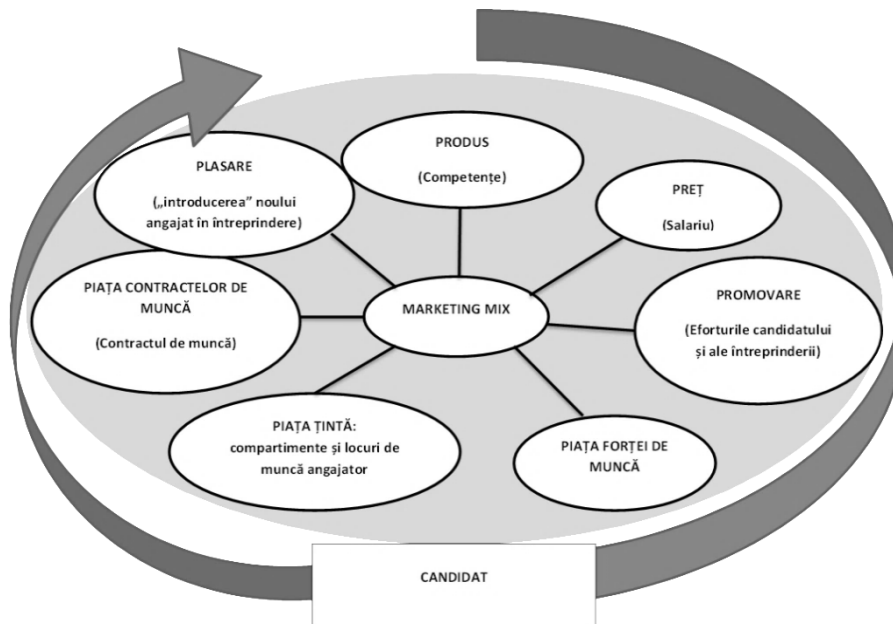 PRODUS
(Competențe)
PLASARE
(„introducerea” noului
angajat în întreprindere)
PREȚ
(Salariu)
PIAȚA CONTRACTELOR DE
MUNCĂ
(Contractul de muncă)
MARKETING MIX
PROMOVARE
(Eforturile candidatului
și ale întreprinderii)
PIAȚA ȚINTĂ:
compartimente și locuri de
muncă angajator
PIAȚA FORȚEI DE
MUNCĂ
CANDIDAT